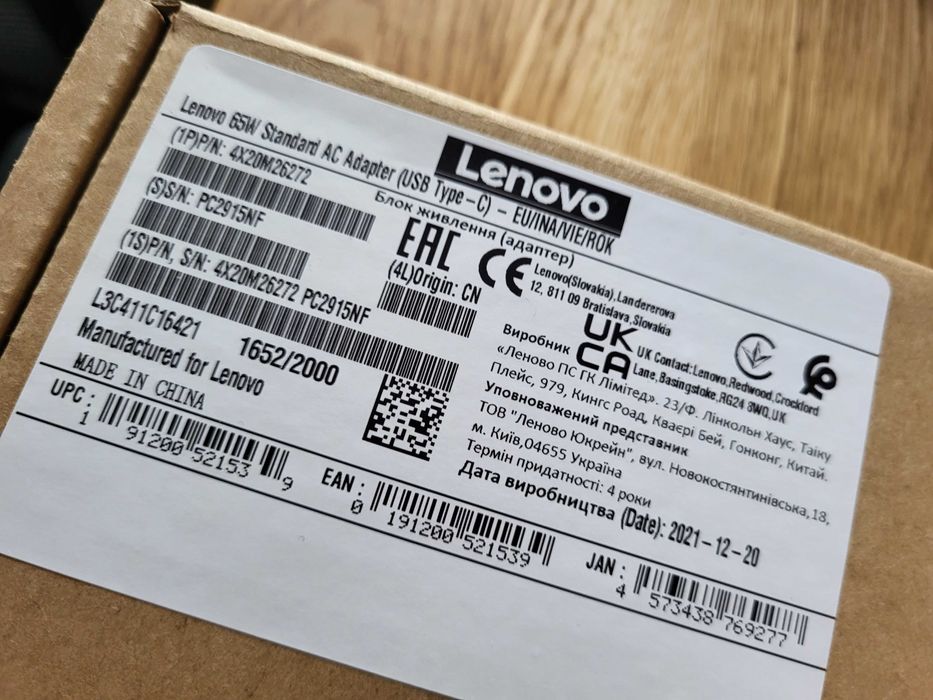 Lenovo
Lenovo 65W Standard AC Adapter (USB Type-C) - EU/INA/VIE/ROK
Блок живлення (адаптер)
(1P)P/N: 4X20M26272
(S)S/N: PC2915NF
(1S)P/N, S/N: 4X20M26272 PC2915NF
L3C411C16421
1652/2000
Manufactured for Lenovo
MADE IN CHINA
EAC
CE
(4L)Origin: CN
Lenovo(Slovakia), Landererova
12, 811 09 Bratislava, Slovakia
UK
CA
UK Contact: Lenovo, Redwood, Crockford
Lane, Basingstoke, RG24 8WQ, UK
Виробник
«Леново ПС ГК Лімітед». 23/Ф. Лінкольн Хаус, Таіку
Плейс, 979, Кингс Роад, Кваєрі Бей, Гонконг, Китай.
Уповноважений представник
ТОВ "Леново Юкрейн", вул. Новокостянтинівська,18,
м. Київ,04655 Україна
Термін придатності: 4 роки
Дата виробництва (Date): 2021-12-20
UPC :
1 91200 52153 9
EAN :
0 191200 521539
JAN :
4 573438 769277